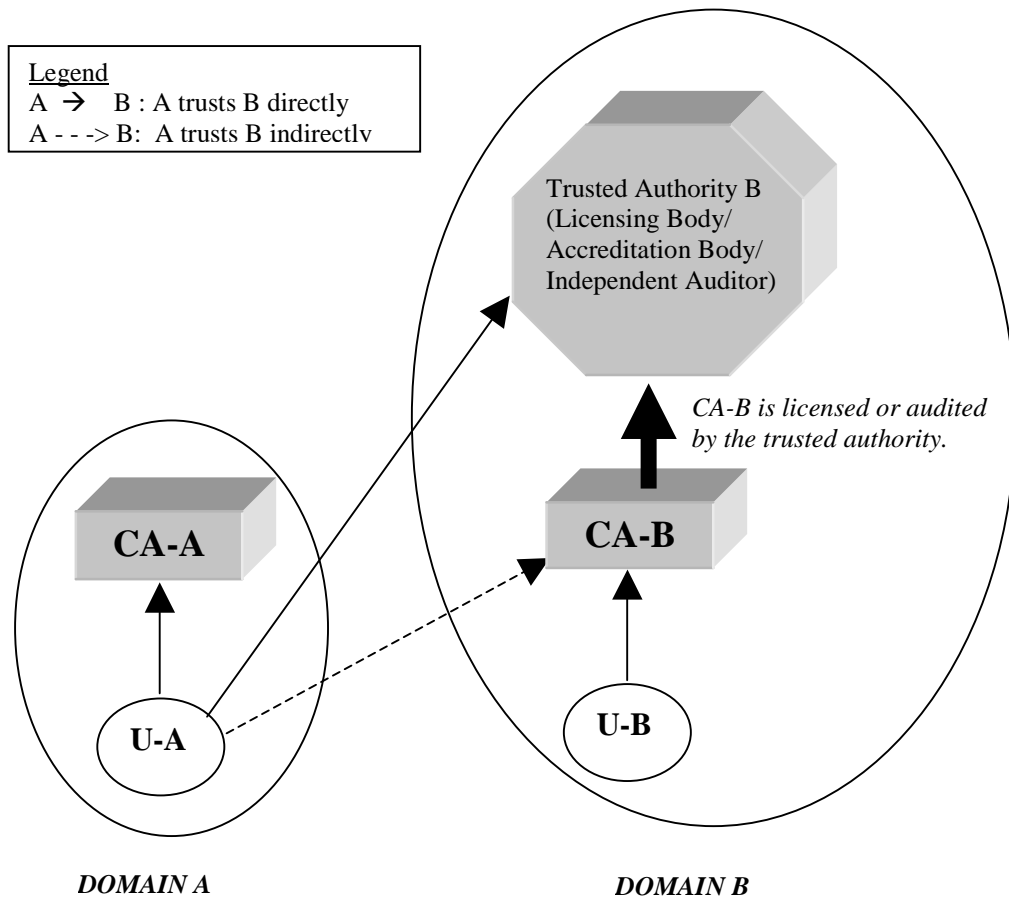 Legend
A → B : A trusts B directly
A - - -> B: A trusts B indirectly
Trusted Authority B
(Licensing Body/
Accreditation Body/
Independent Auditor)
CA-B is licensed or audited
by the trusted authority.
CA-A
CA-B
U-A
U-B
DOMAIN A
DOMAIN B